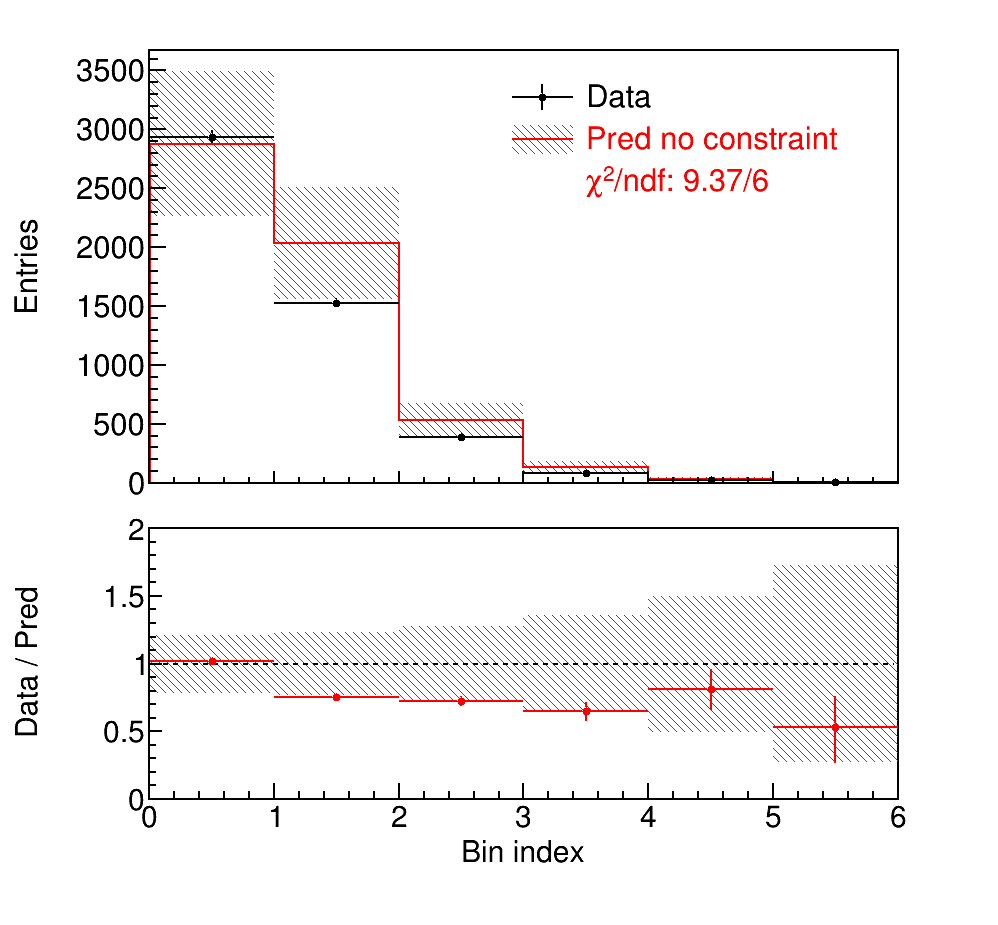 3500
3000
2500
2000
1500
1000
500
0
Entries
Data
Pred no constraint
χ²/ndf: 9.37/6
2
1.5
1
0.5
0
Data / Pred
0 1 2 3 4 5 6
Bin index